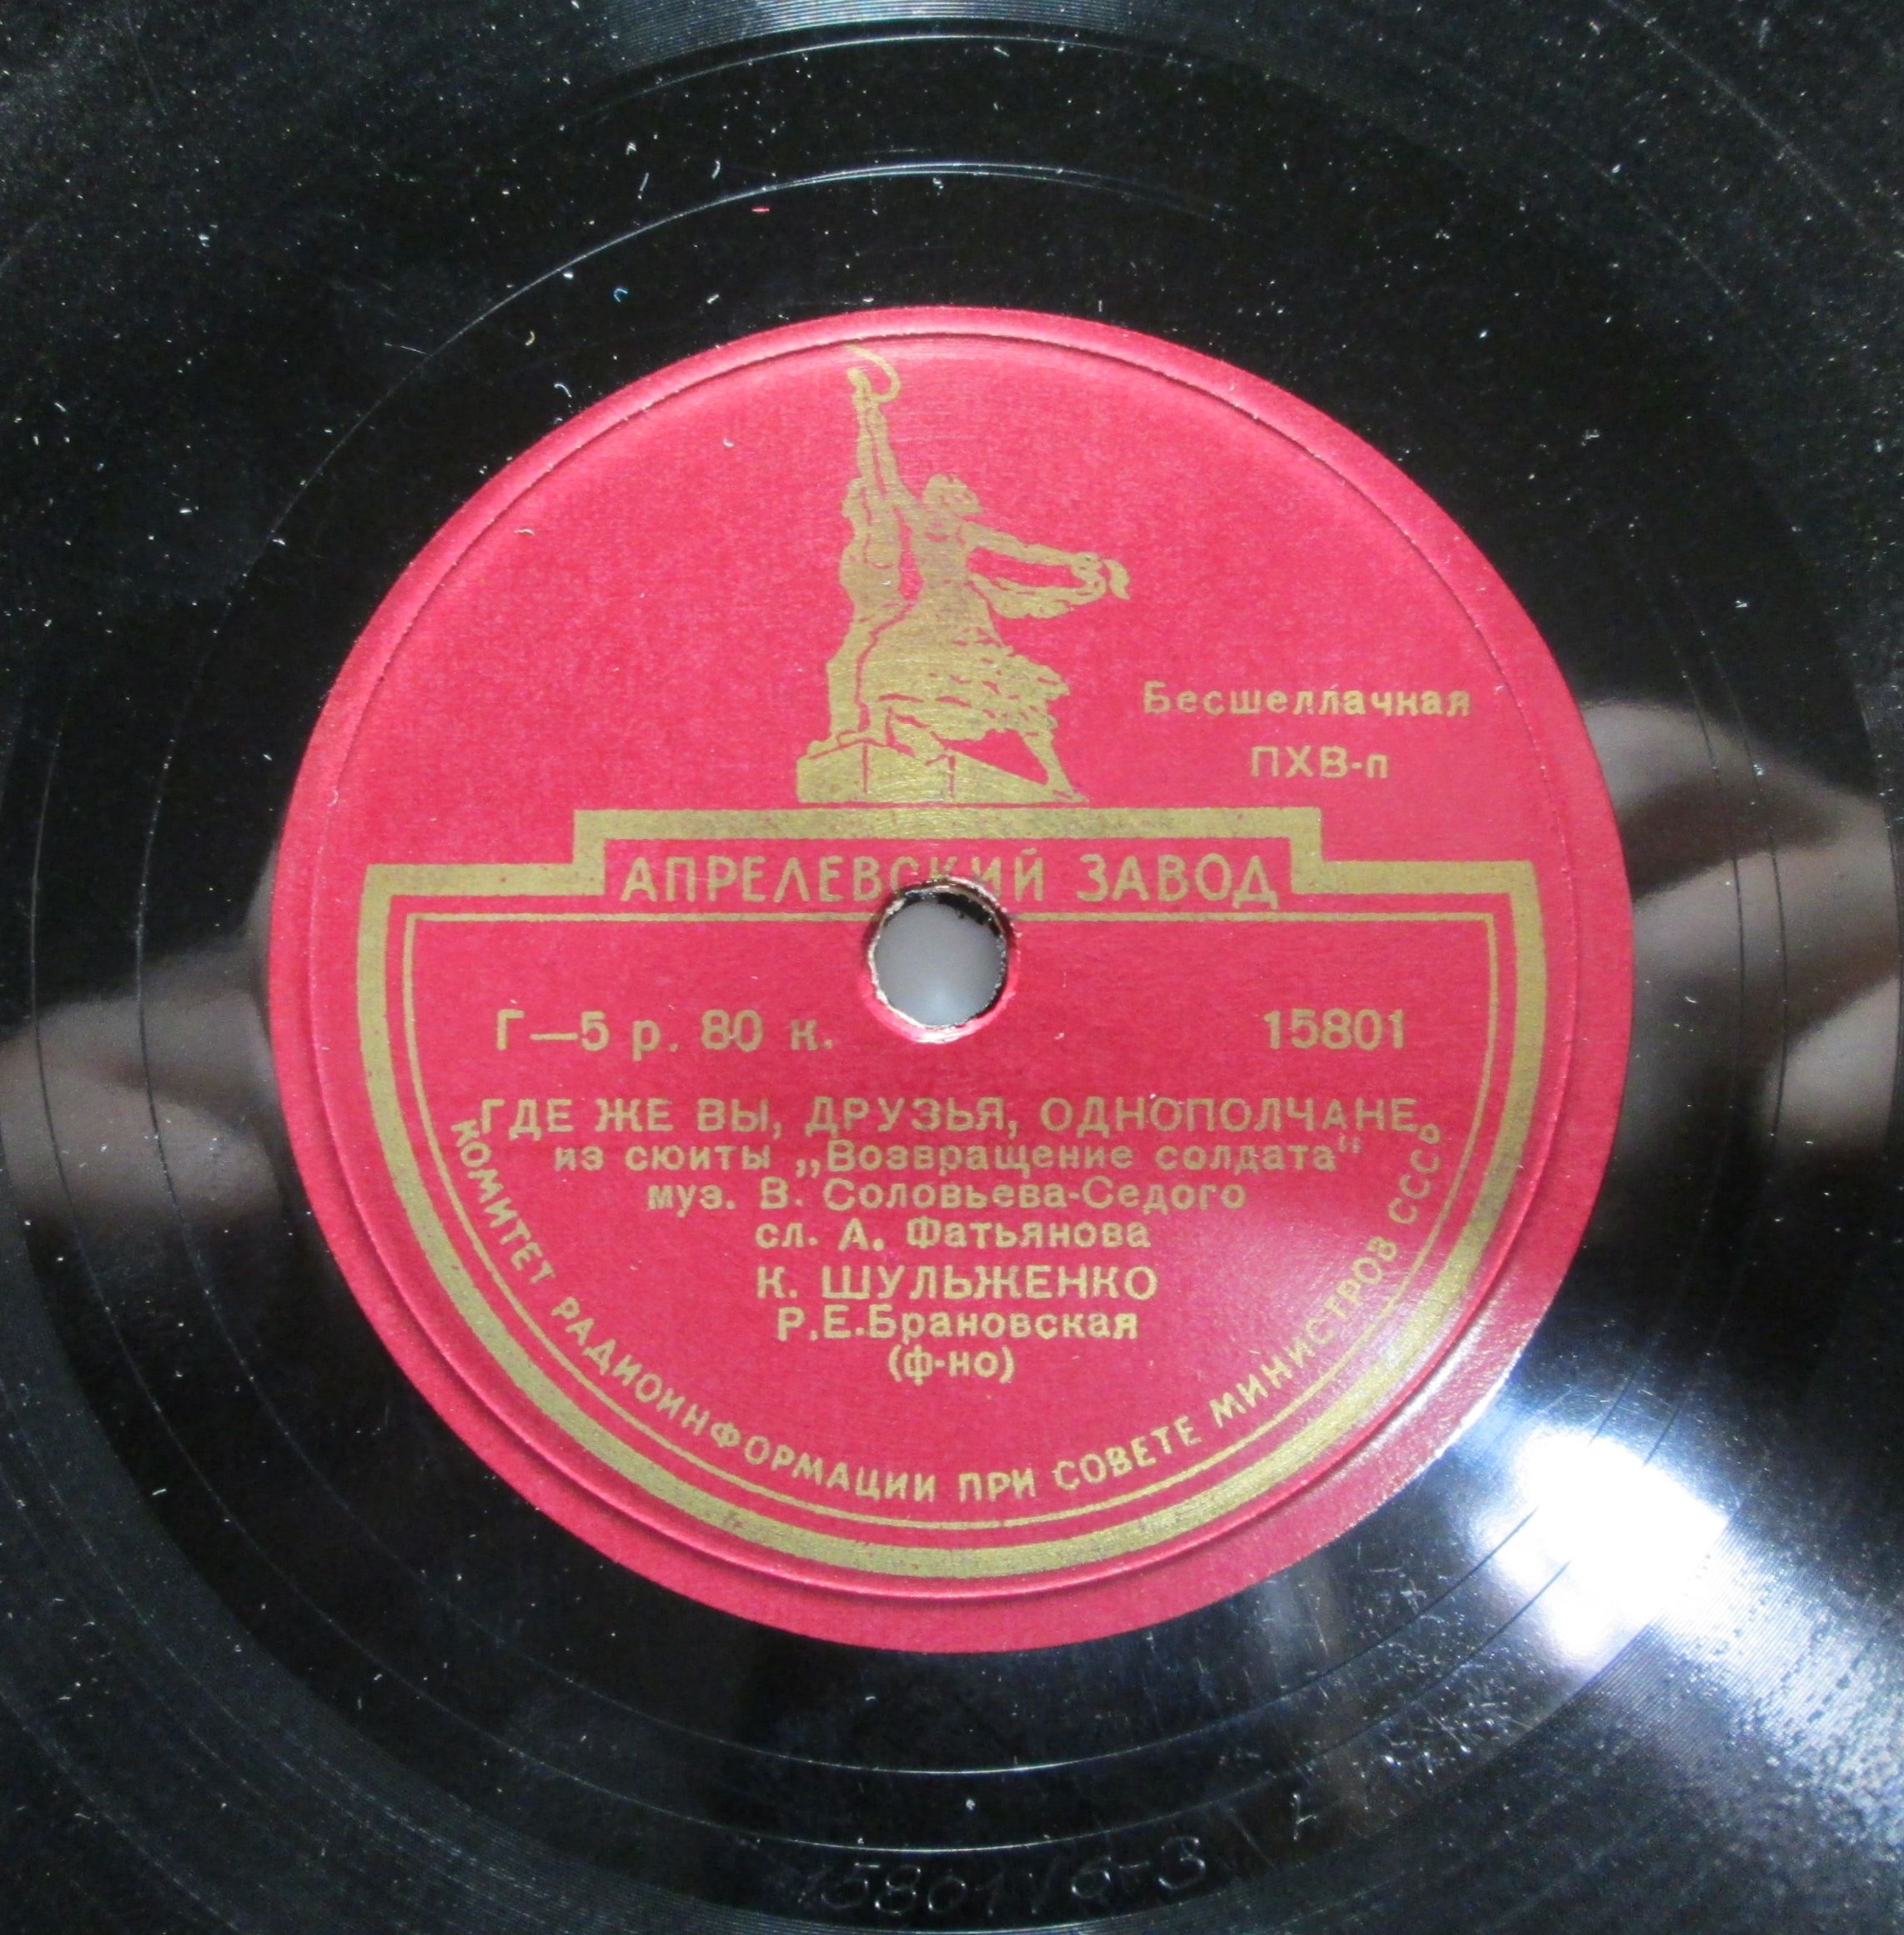 Бесшеллачная
ПХВ-п
АПРЕЛЕВСКИЙ ЗАВОД
Г—5 р. 80 к.
15801
ГДЕ ЖЕ ВЫ, ДРУЗЬЯ, ОДНОПОЛЧАНЕ,
из сюиты „Возвращение солдата"
муз. В. Соловьева-Седого
сл. А. Фатьянова
К. ШУЛЬЖЕНКО
Р.Е.Брановская
(ф-но)
КОМИТЕТ РАДИОИНФОРМАЦИИ ПРИ СОВЕТЕ МИНИСТРОВ СССР